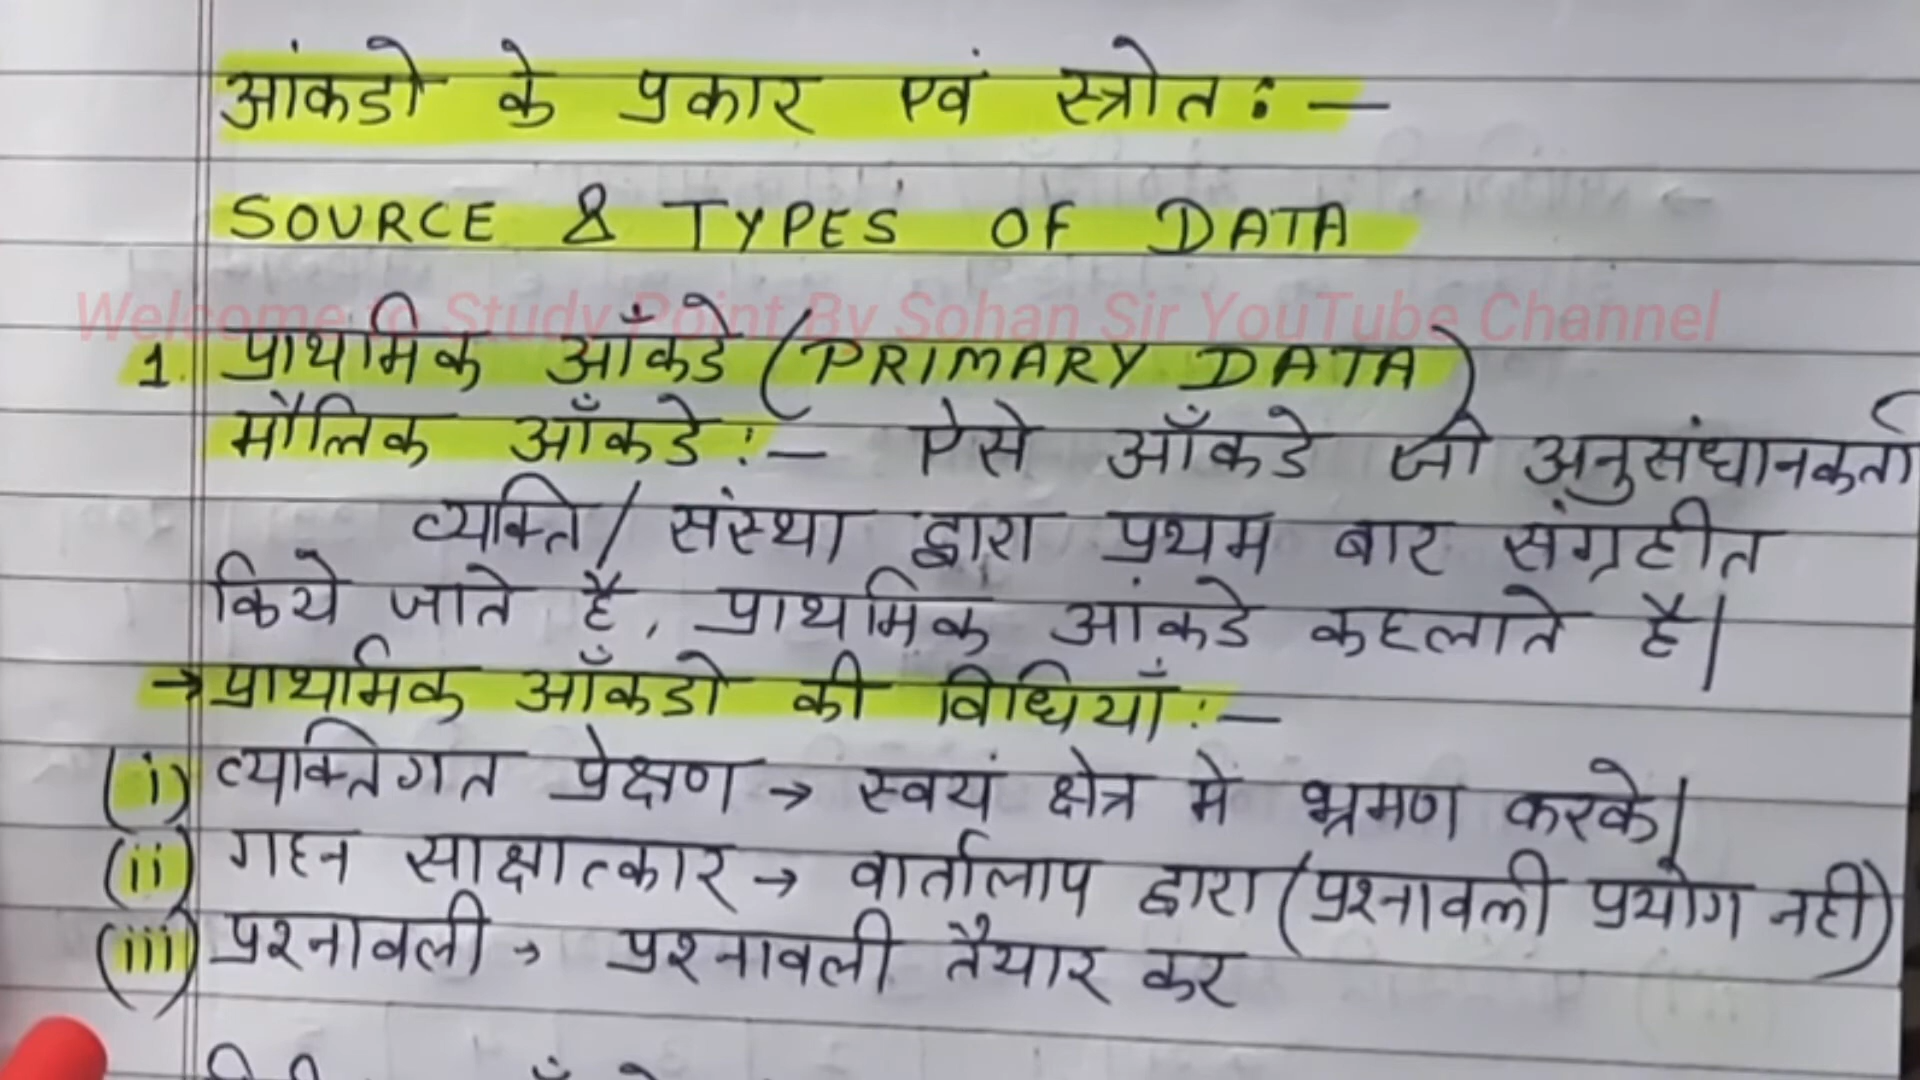 आंकडो के प्रकार एवं स्त्रोत :—
SOURCE & TYPES OF DATA
Welcome to Study Point By Sohan Sir YouTube Channel
1. प्राथमिक आँकडे (PRIMARY DATA)
मौलिक आँकडे :— ऐसे आँकडे जो अनुसंधानकर्ता
व्यक्ति/ संस्था द्वारा प्रथम बार संग्रहीत
किये जाते है, प्राथमिक आंकडे कहलाते है।
→ प्राथमिक आँकडो की विधियाँ :—
(i) व्यक्तिगत प्रेक्षण → स्वयं क्षेत्र मे भ्रमण करके।
(ii) गहन साक्षात्कार → वार्तालाप द्वारा (प्रश्नावली प्रयोग नही)
(iii) प्रश्नावली → प्रश्नावली तैयार कर